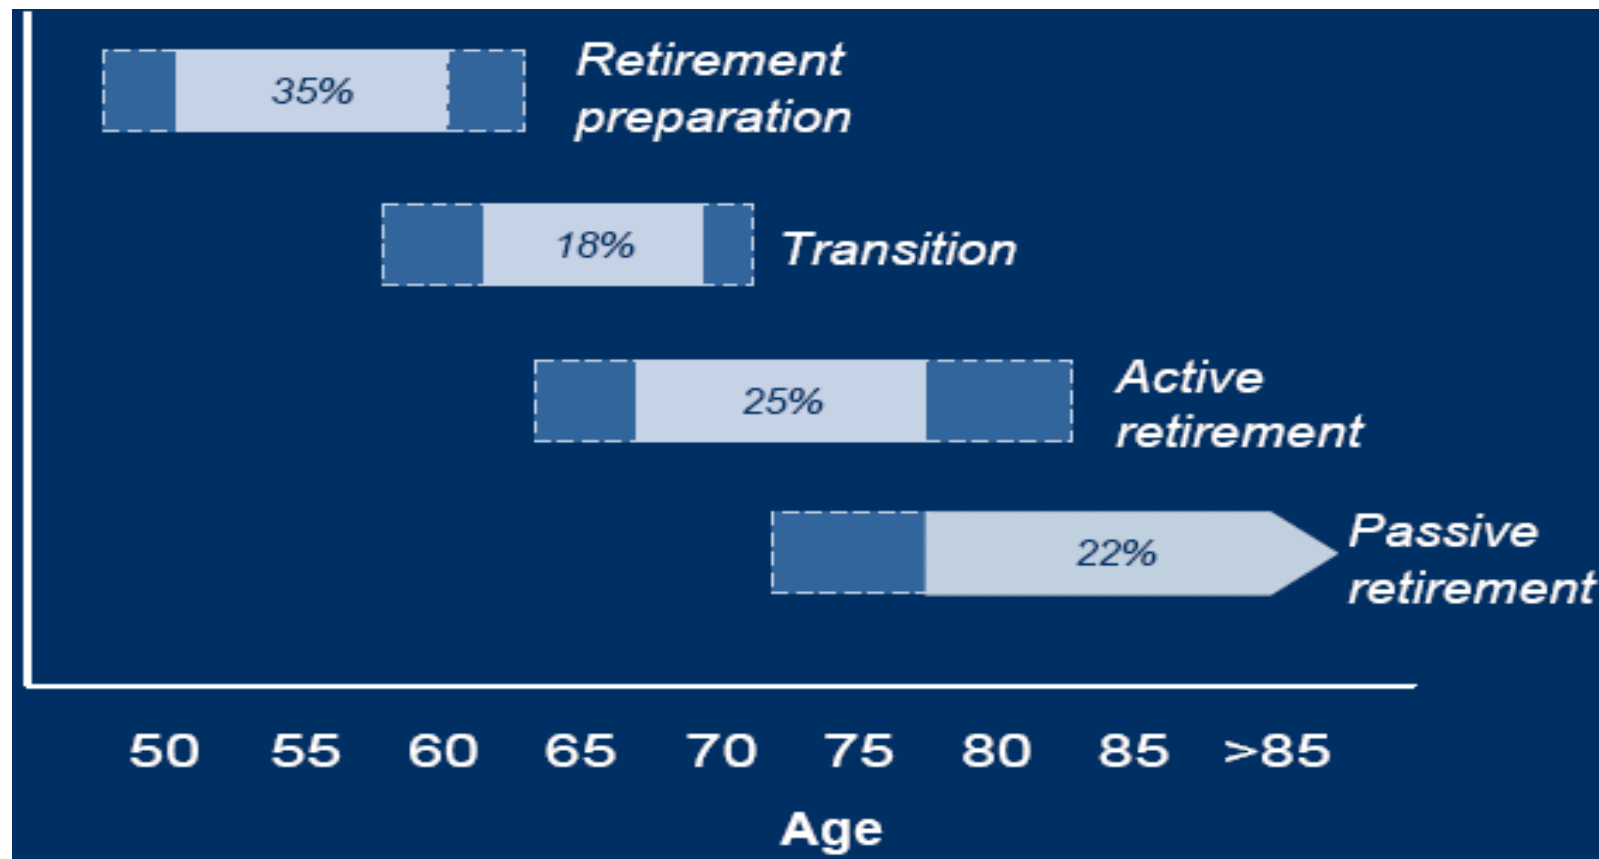 35%
Retirement
preparation
18%
Transition
25%
Active
retirement
22%
Passive
retirement
50 55 60 65 70 75 80 85 >85
Age